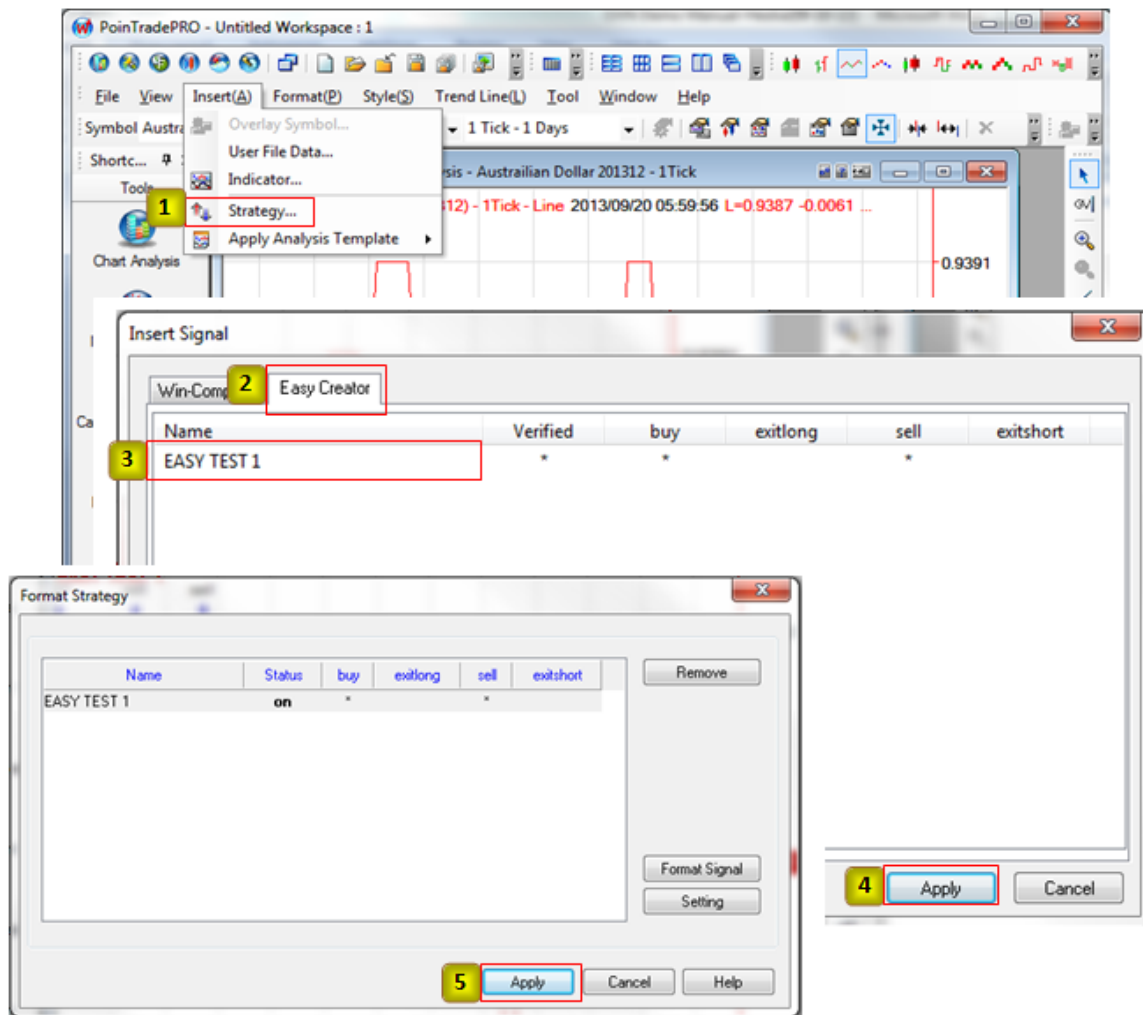 PoinTradePRO - Untitled Workspace : 1
File View Insert(A) Format(P) Style(S) Trend Line(L) Tool Window Help
Symbol Austra
Overlay Symbol...
1 Tick - 1 Days
User File Data...
Shortc...
Indicator...
sis - Austrailian Dollar 201312 - 1Tick
Tools
1
Strategy...
12) - 1Tick - Line 2013/09/20 05:59:56 L=0.9387 -0.0061 ...
Apply Analysis Template
Chart Analysis
0.9391
Insert Signal
Win-Comp
2
Easy Creator
Ca
Name Verified buy exitlong sell exitshort
3
EASY TEST 1 * * *
Format Strategy
Name Status buy exitlong sell exitshort
Remove
EASY TEST 1 on * *
Format Signal
Setting
4
Apply
Cancel
5
Apply
Cancel
Help